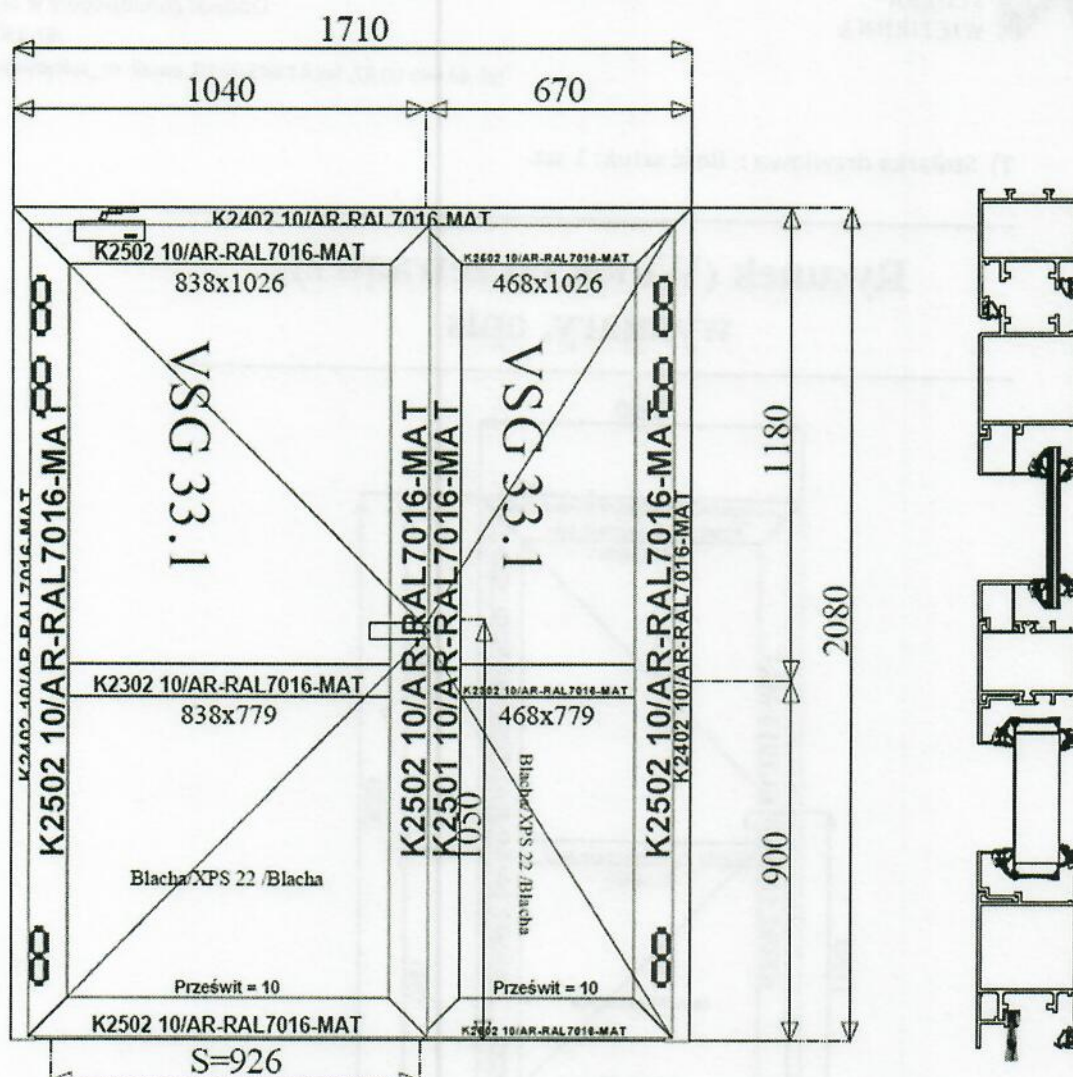 1710
1040
670
K2402 10/AR-RAL7016-MAT
K2502 10/AR-RAL7016-MAT
K2502 10/AR-RAL7016-MAT
838x1026
468x1026
VSG 33.1
VSG 33.1
K2402 10/AR-RAL7016-MAT
K2502 10/AR-RAL7016-MAT
K2502 10/AR-RAL7016-MAT
K2501 10/AR-RAL7016-MAT
K2502 10/AR-RAL7016-MAT
K2402 10/AR-RAL7016-MAT
1180
2080
K2302 10/AR-RAL7016-MAT
K2302 10/AR-RAL7016-MAT
838x779
468x779
1050
900
Blacha/XPS 22 /Blacha
Blacha/XPS 22 /Blacha
Prześwit = 10
Prześwit = 10
K2502 10/AR-RAL7016-MAT
10/AR-RAL7016-MAT
S=926